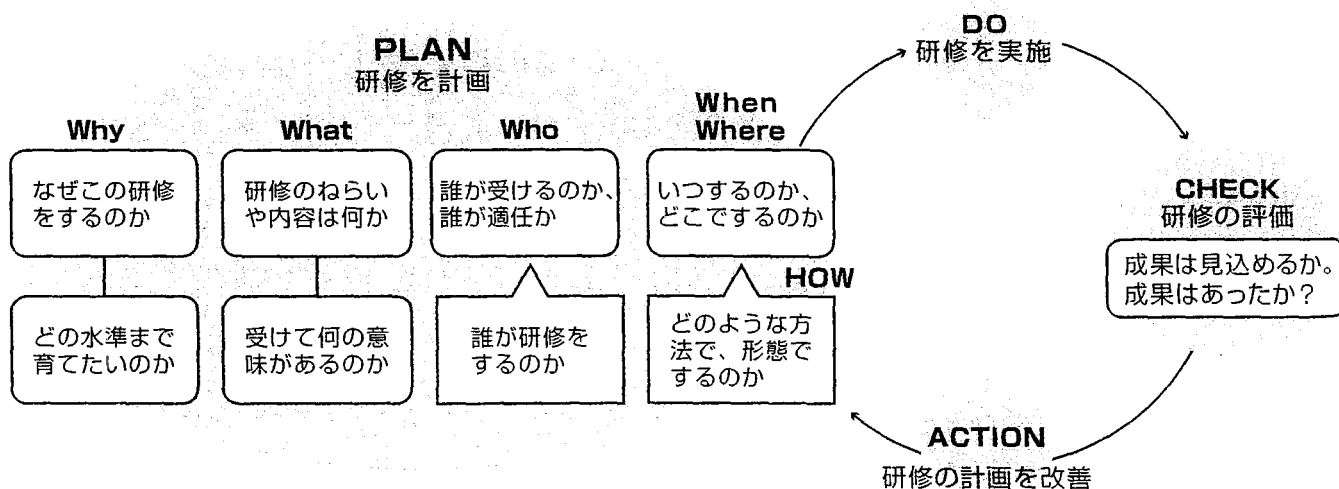 PLAN
研修を計画
Why
なぜこの研修
をするのか
どの水準まで
育てたいのか
What
研修のねらい
や内容は何か
受けて何の意
味があるのか
Who
誰が受けるのか、
誰が適任か
誰が研修を
するのか
When
Where
いつするのか、
どこでするのか
HOW
どのような方
法で、形態で
するのか
DO
研修を実施
CHECK
研修の評価
成果は見込めるか。
成果はあったか？
ACTION
研修の計画を改善